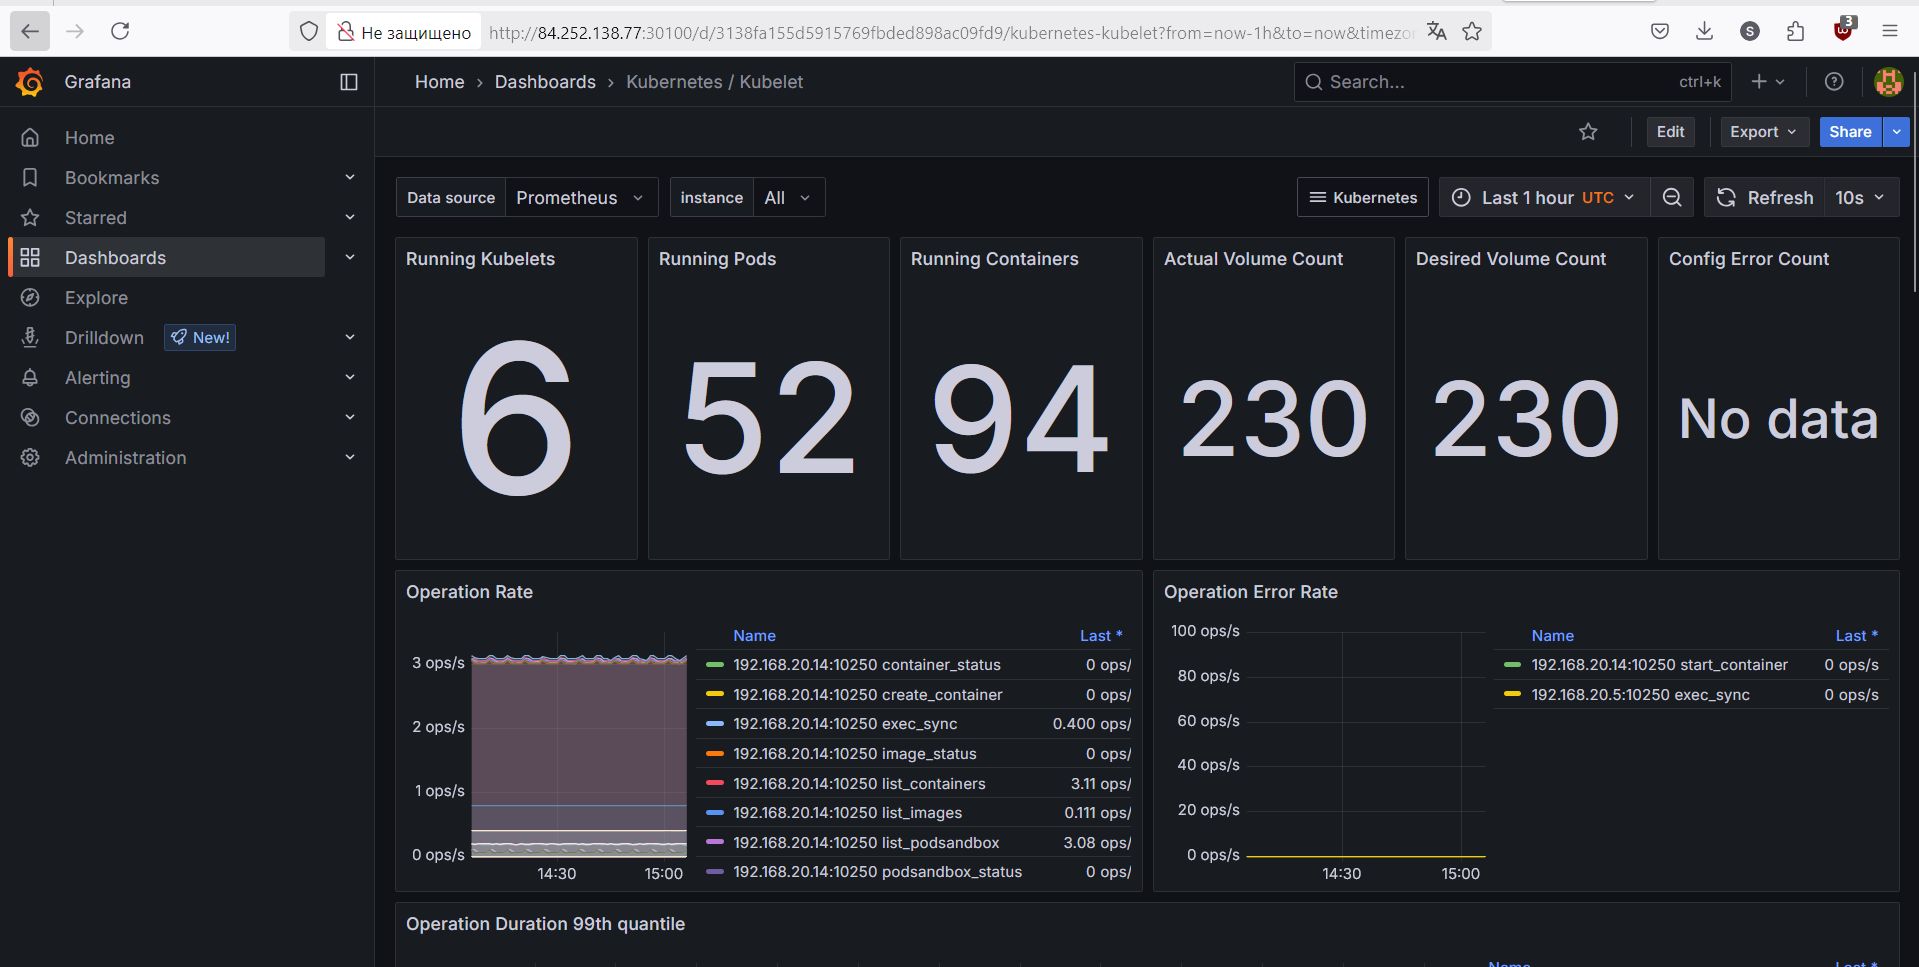 Не защищено http://84.252.138.77:30100/d/3138fa155d5915769fbded898ac09fd9/kubernetes-kubelet?from=now-1h&to=now&timezo
S
3
Grafana
Home › Dashboards › Kubernetes / Kubelet
Search... ctrl+k
Home
Bookmarks
Starred
Dashboards
Explore
Drilldown New!
Alerting
Connections
Administration
Edit Export Share
Data source Prometheus instance All
Kubernetes Last 1 hour UTC Refresh 10s
Running Kubelets
6
Running Pods
52
Running Containers
94
Actual Volume Count
230
Desired Volume Count
230
Config Error Count
No data
Operation Rate
3 ops/s
2 ops/s
1 ops/s
0 ops/s
14:30 15:00
Name Last *
192.168.20.14:10250 container_status 0 ops/
192.168.20.14:10250 create_container 0 ops/
192.168.20.14:10250 exec_sync 0.400 ops/
192.168.20.14:10250 image_status 0 ops/
192.168.20.14:10250 list_containers 3.11 ops/
192.168.20.14:10250 list_images 0.111 ops/
192.168.20.14:10250 list_podsandbox 3.08 ops/
192.168.20.14:10250 podsandbox_status 0 ops/
Operation Error Rate
100 ops/s
80 ops/s
60 ops/s
40 ops/s
20 ops/s
0 ops/s
14:30 15:00
Name Last *
192.168.20.14:10250 start_container 0 ops/s
192.168.20.5:10250 exec_sync 0 ops/s
Operation Duration 99th quantile
Name Last *